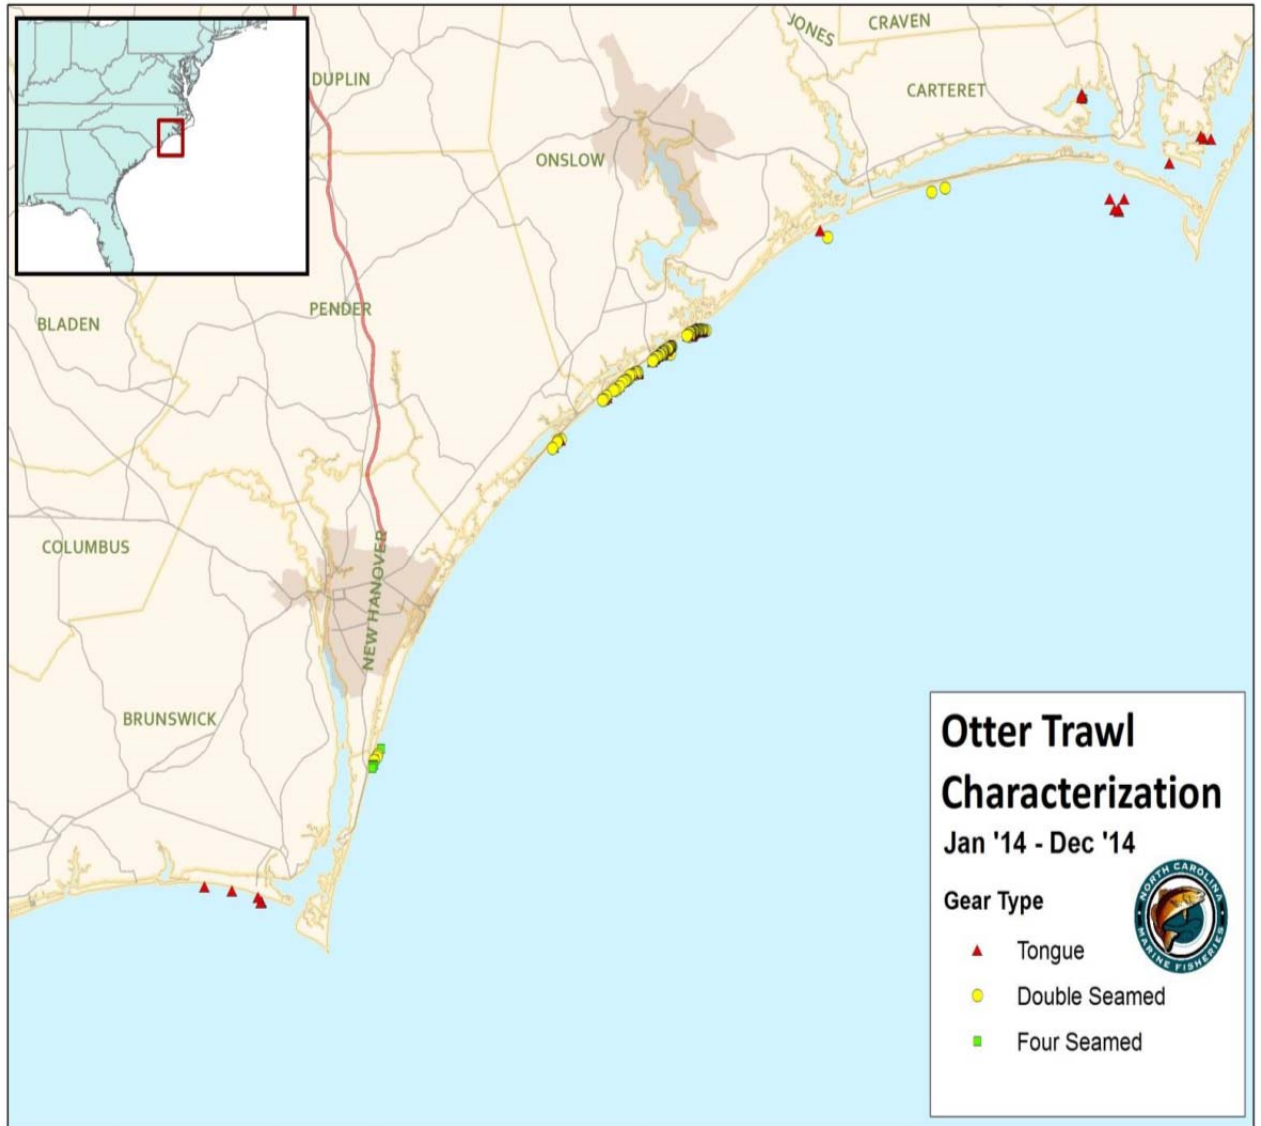 JONES
CRAVEN
DUPLIN
CARTERET
ONSLOW
PENDER
BLADEN
COLUMBUS
NEW HANOVER
BRUNSWICK
Otter Trawl
Characterization
Jan '14 - Dec '14
NORTH CAROLINA
MARINE FISHERIES
Gear Type
Tongue
Double Seamed
Four Seamed